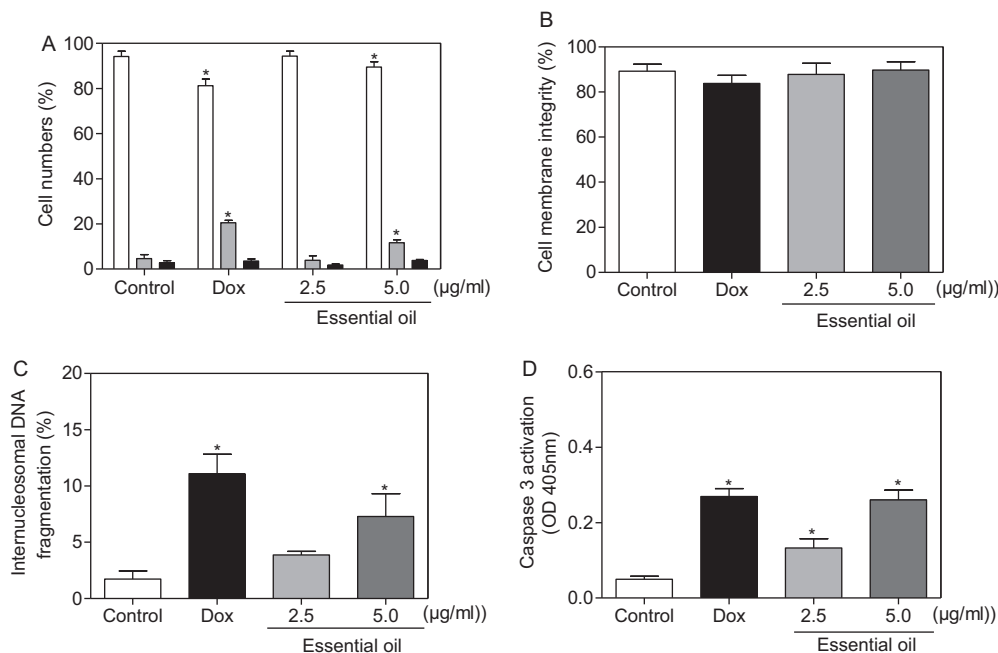 A
Cell numbers (%)
100
80
60
40
20
0
*
*
*
*
Control
Dox
2.5
5.0
(µg/ml))
Essential oil
B
Cell membrane integrity (%)
100
80
60
40
20
0
Control
Dox
2.5
5.0
(µg/ml))
Essential oil
C
Internucleosomal DNA
fragmentation (%)
20
15
10
5
0
*
*
Control
Dox
2.5
5.0
(µg/ml))
Essential oil
D
Caspase 3 activation
(OD 405nm)
0.6
0.4
0.2
0.0
*
*
*
Control
Dox
2.5
5.0
(µg/ml))
Essential oil